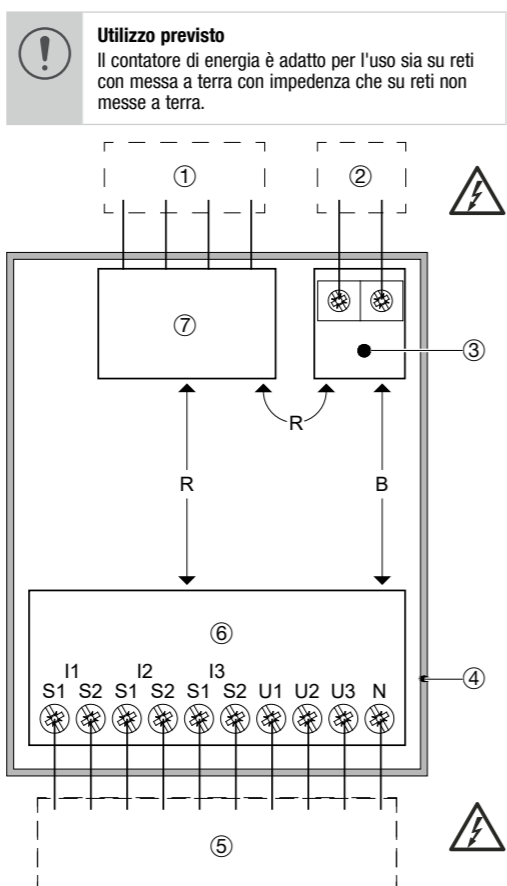 Utilizzo previsto
Il contatore di energia è adatto per l'uso sia su reti
con messa a terra con impedenza che su reti non
messe a terra.
① ②
⑦
③
R
R B
⑥
I1 I2 I3
S1 S2 S1 S2 S1 S2 U1 U2 U3 N
④
⑤